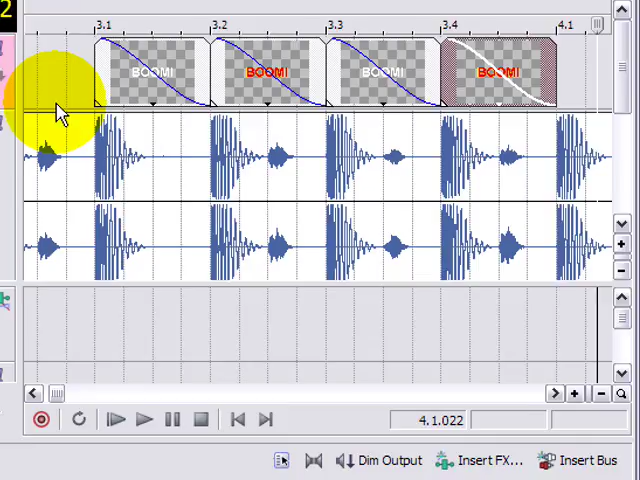 2
3.1 3.2 3.3 3.4 4.1
BOOM! BOOM! BOOM! BOOM!
4.1.022
Dim Output Insert FX... Insert Bus